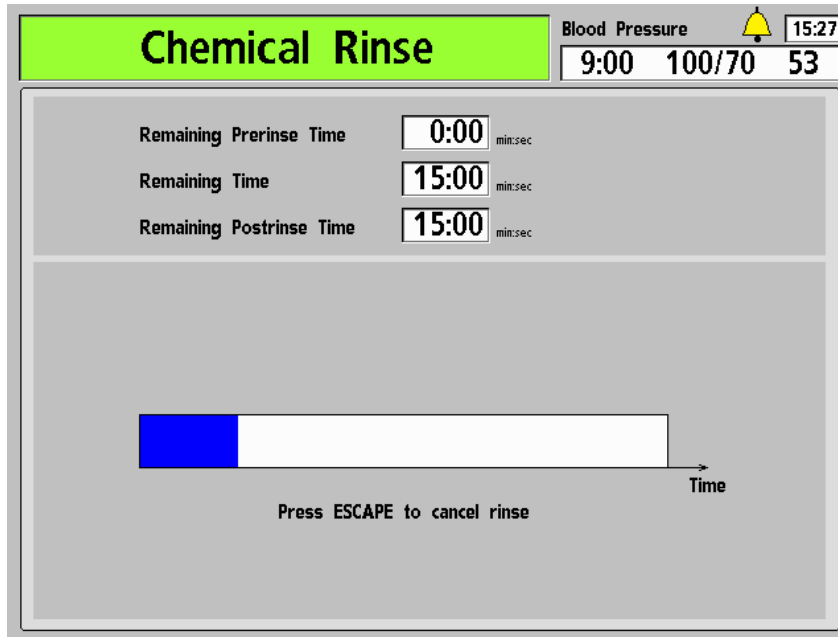 Chemical Rinse
Blood Pressure
15:27
9:00 100/70 53
Remaining Prerinse Time 0:00 min:sec
Remaining Time 15:00 min:sec
Remaining Postrinse Time 15:00 min:sec
Time
Press ESCAPE to cancel rinse